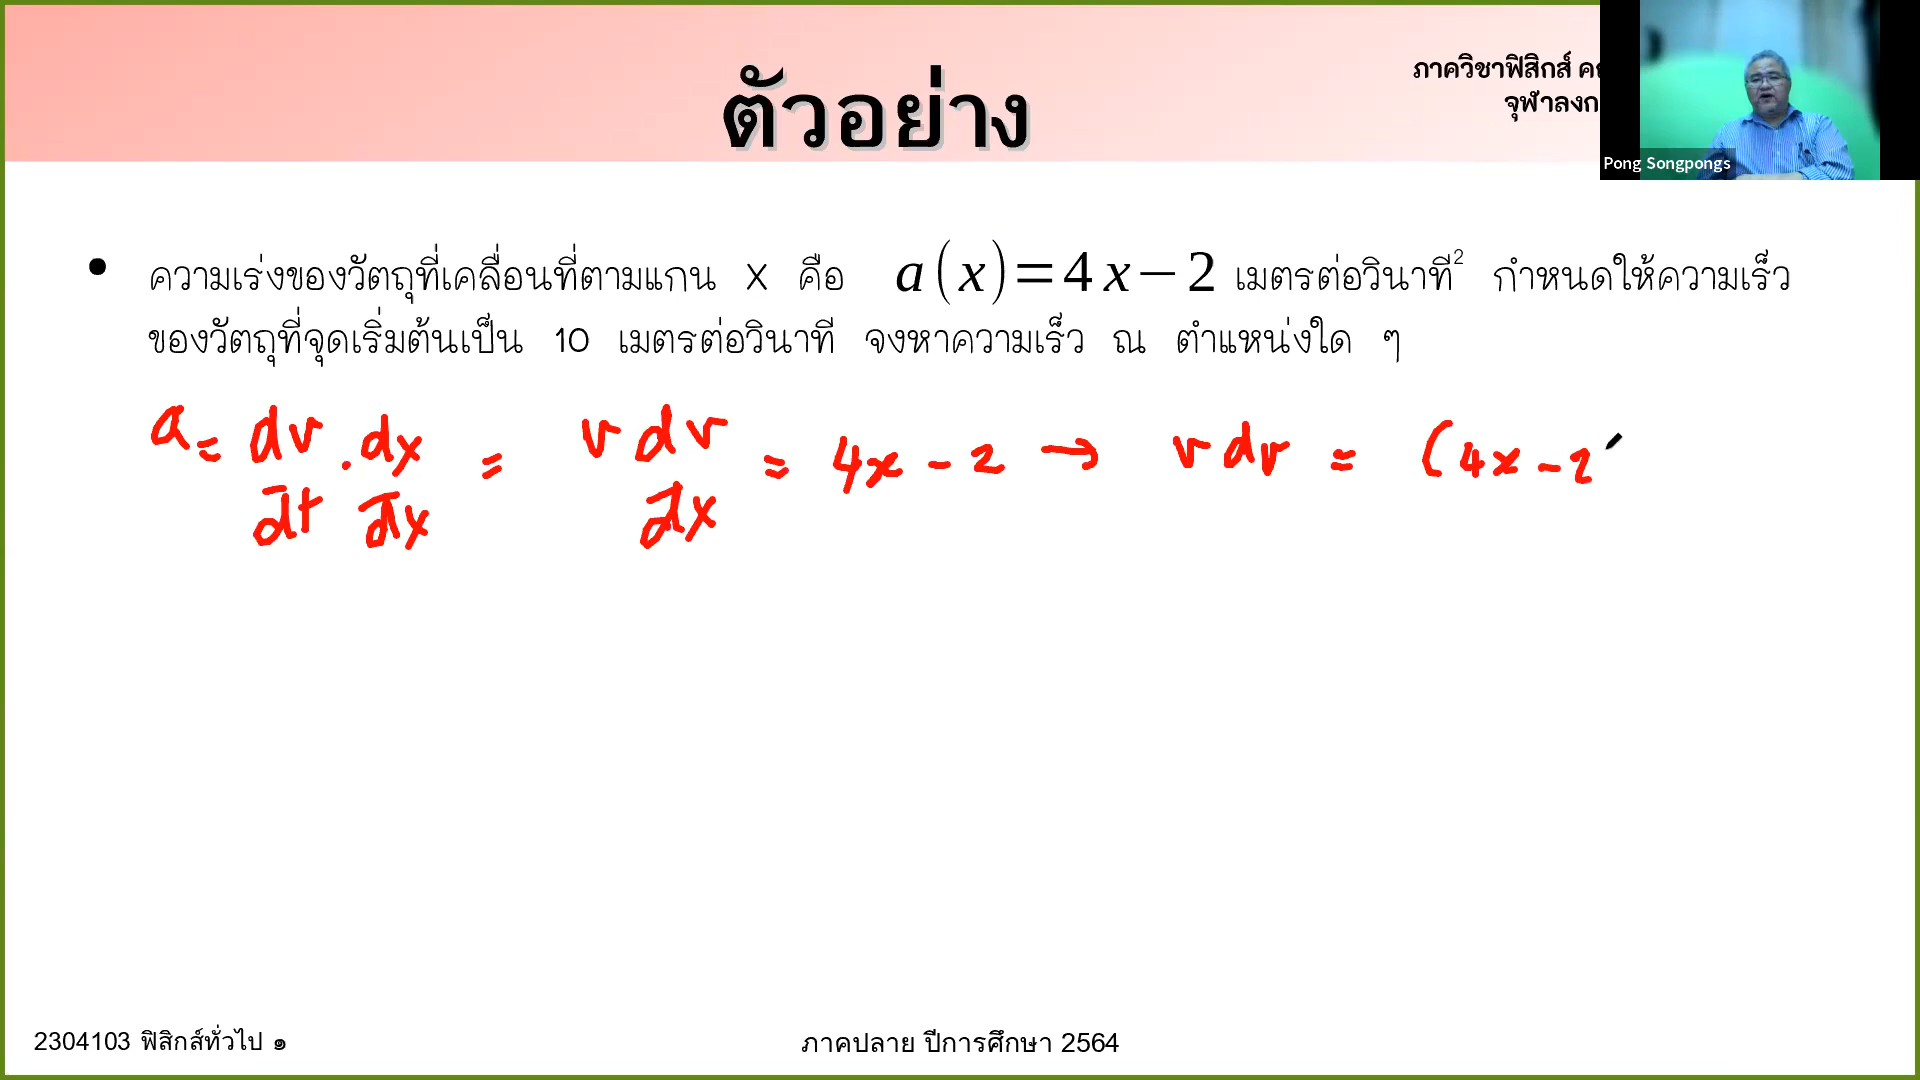 ตัวอย่าง
ภาควิชาฟิสิกส์
จุฬาลงก
Pong Songpongs
• ความเร่งของวัตถุที่เคลื่อนที่ตามแกน x คือ a(x)=4x−2 เมตรต่อวินาที² กำหนดให้ความเร็ว
ของวัตถุที่จุดเริ่มต้นเป็น 10 เมตรต่อวินาที จงหาความเร็ว ณ ตำแหน่งใด ๆ
a = dv/dt · dx/dx = v dv/dx = 4x − 2 → v dv = (4x − 2
2304103 ฟิสิกส์ทั่วไป ๑
ภาคปลาย ปีการศึกษา 2564